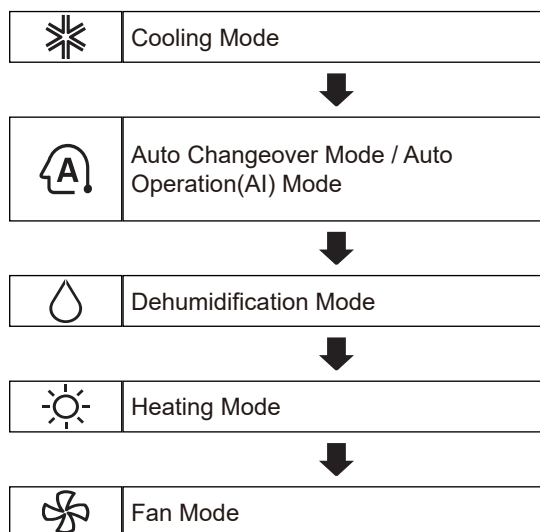 Cooling Mode
A
Auto Changeover Mode / Auto
Operation(AI) Mode
Dehumidification Mode
Heating Mode
Fan Mode